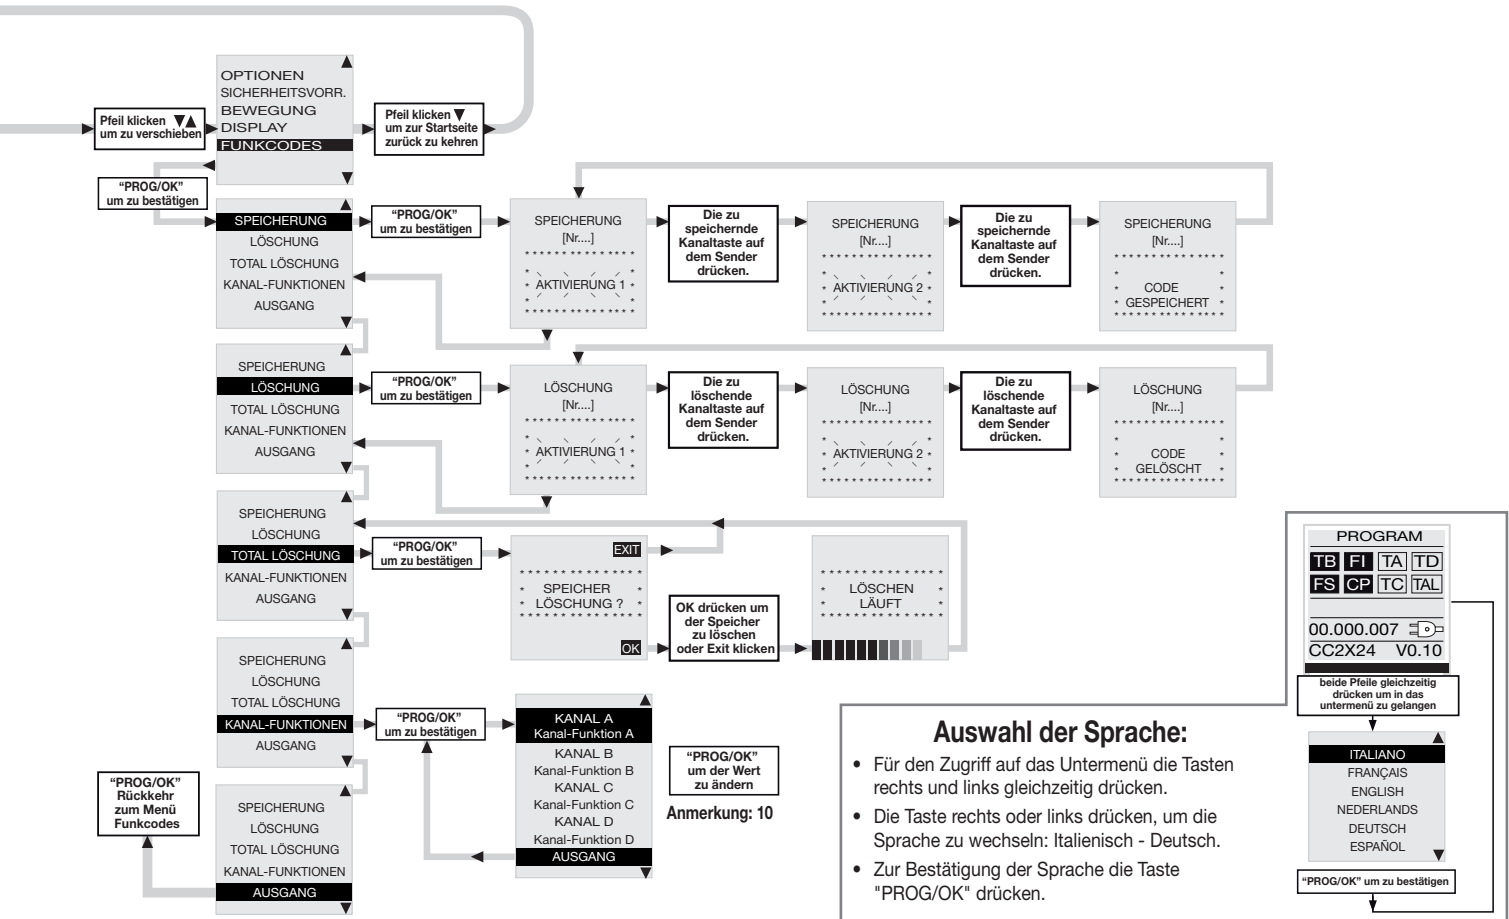 OPTIONEN
SICHERHEITSVORR.
BEWEGUNG
DISPLAY
FUNKCODES
Pfeil klicken ▼▲
um zu verschieben
Pfeil klicken ▼
um zur Startseite
zurück zu kehren
“PROG/OK”
um zu bestätigen
SPEICHERUNG
LÖSCHUNG
TOTAL LÖSCHUNG
KANAL-FUNKTIONEN
AUSGANG
“PROG/OK”
um zu bestätigen
SPEICHERUNG
[Nr....]
AKTIVIERUNG 1
Die zu
speichernde
Kanaltaste auf
dem Sender
drücken.
SPEICHERUNG
[Nr....]
AKTIVIERUNG 2
Die zu
speichernde
Kanaltaste auf
dem Sender
drücken.
SPEICHERUNG
[Nr....]
CODE
GESPEICHERT
SPEICHERUNG
LÖSCHUNG
TOTAL LÖSCHUNG
KANAL-FUNKTIONEN
AUSGANG
“PROG/OK”
um zu bestätigen
LÖSCHUNG
[Nr....]
AKTIVIERUNG 1
Die zu
löschende
Kanaltaste auf
dem Sender
drücken.
LÖSCHUNG
[Nr....]
AKTIVIERUNG 2
Die zu
löschende
Kanaltaste auf
dem Sender
drücken.
LÖSCHUNG
[Nr....]
CODE
GELÖSCHT
SPEICHERUNG
LÖSCHUNG
TOTAL LÖSCHUNG
KANAL-FUNKTIONEN
AUSGANG
“PROG/OK”
um zu bestätigen
EXIT
SPEICHER
LÖSCHUNG ?
OK
OK drücken um
der Speicher
zu löschen
oder Exit klicken
LÖSCHEN
LÄUFT
SPEICHERUNG
LÖSCHUNG
TOTAL LÖSCHUNG
KANAL-FUNKTIONEN
AUSGANG
“PROG/OK”
um zu bestätigen
KANAL A
Kanal-Funktion A
KANAL B
Kanal-Funktion B
KANAL C
Kanal-Funktion C
KANAL D
Kanal-Funktion D
AUSGANG
“PROG/OK”
um der Wert
zu ändern
Anmerkung: 10
“PROG/OK”
Rückkehr
zum Menü
Funkcodes
SPEICHERUNG
LÖSCHUNG
TOTAL LÖSCHUNG
KANAL-FUNKTIONEN
AUSGANG
Auswahl der Sprache:
• Für den Zugriff auf das Untermenü die Tasten
rechts und links gleichzeitig drücken.
• Die Taste rechts oder links drücken, um die
Sprache zu wechseln: Italienisch - Deutsch.
• Zur Bestätigung der Sprache die Taste
"PROG/OK" drücken.
PROGRAM
TB FI TA TD
FS CP TC TAL
00.000.007
CC2X24 V0.10
beide Pfeile gleichzeitig
drücken um in das
untermenü zu gelangen
ITALIANO
FRANÇAIS
ENGLISH
NEDERLANDS
DEUTSCH
ESPAÑOL
“PROG/OK” um zu bestätigen